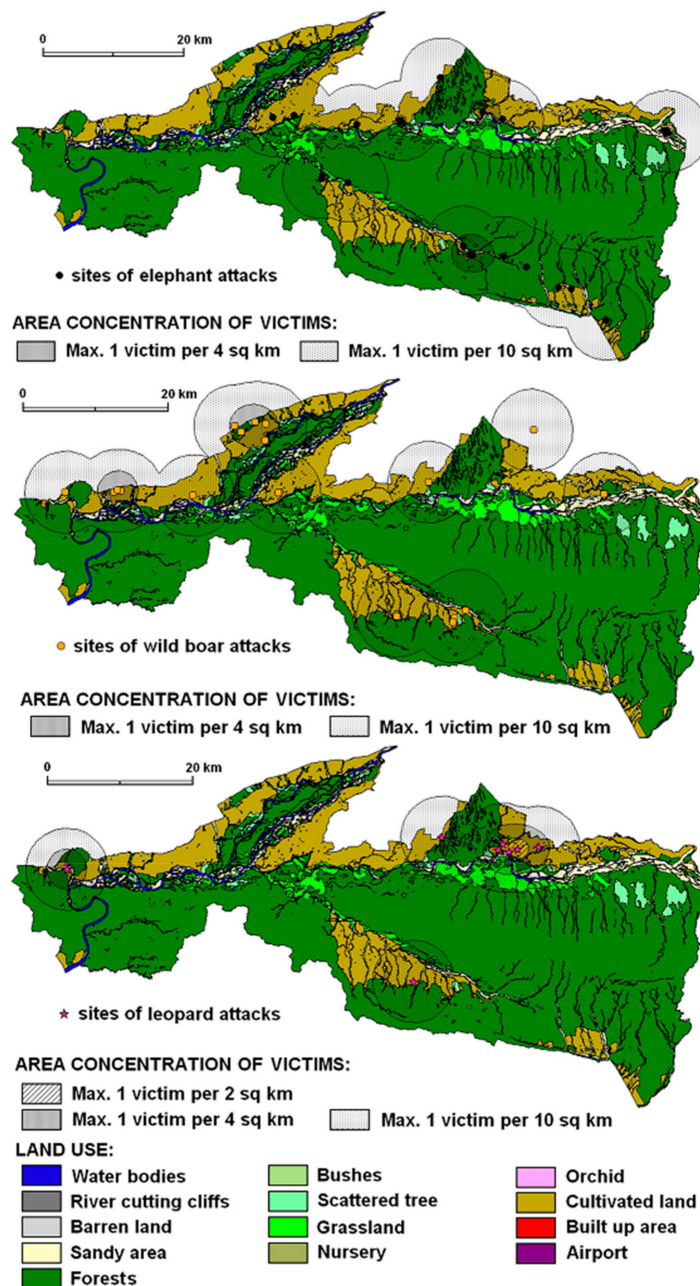 0 20 km
sites of elephant attacks
AREA CONCENTRATION OF VICTIMS:
Max. 1 victim per 4 sq km Max. 1 victim per 10 sq km
0 20 km
sites of wild boar attacks
AREA CONCENTRATION OF VICTIMS:
Max. 1 victim per 4 sq km Max. 1 victim per 10 sq km
0 20 km
sites of leopard attacks
AREA CONCENTRATION OF VICTIMS:
Max. 1 victim per 2 sq km
Max. 1 victim per 4 sq km Max. 1 victim per 10 sq km
LAND USE:
Water bodies Bushes Orchid
River cutting cliffs Scattered tree Cultivated land
Barren land Grassland Built up area
Sandy area Nursery Airport
Forests